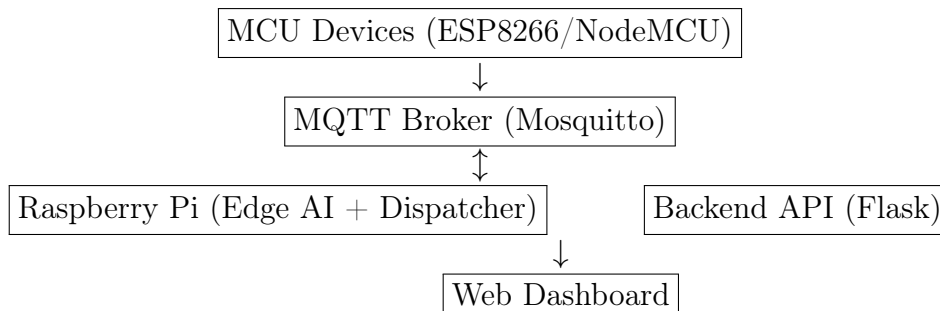 MCU Devices (ESP8266/NodeMCU)
↓
MQTT Broker (Mosquitto)
↕
Raspberry Pi (Edge AI + Dispatcher) Backend API (Flask)
↓
Web Dashboard